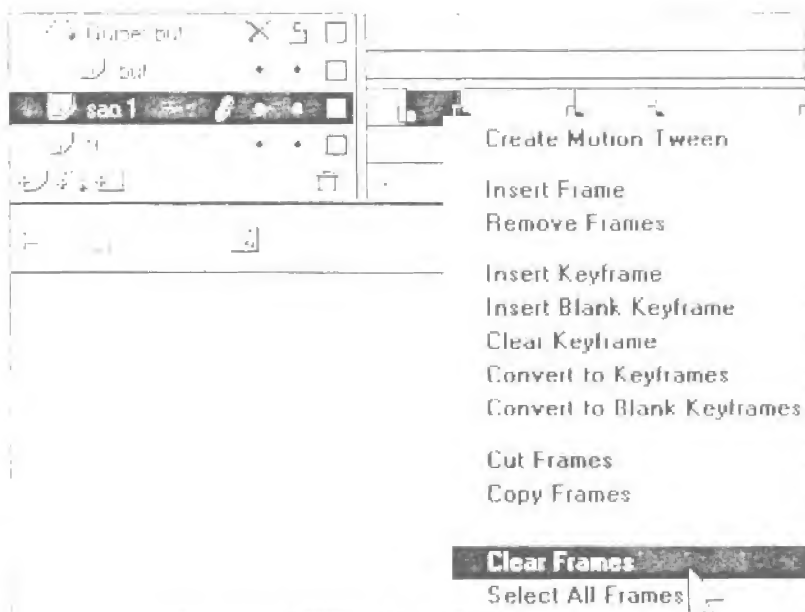 but
sao 1
Create Motion Tween
Insert Frame
Remove Frames
Insert Keyframe
Insert Blank Keyframe
Clear Keyframe
Convert to Keyframes
Convert to Blank Keyframes
Cut Frames
Copy Frames
Clear Frames
Select All Frames